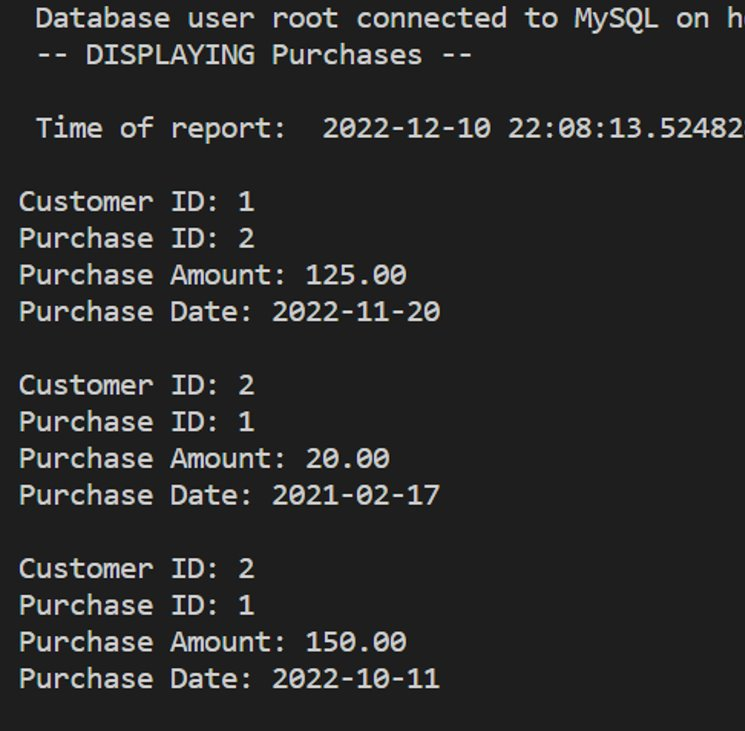 Database user root connected to MySQL on h
-- DISPLAYING Purchases --
Time of report:  2022-12-10 22:08:13.52482
Customer ID: 1
Purchase ID: 2
Purchase Amount: 125.00
Purchase Date: 2022-11-20
Customer ID: 2
Purchase ID: 1
Purchase Amount: 20.00
Purchase Date: 2021-02-17
Customer ID: 2
Purchase ID: 1
Purchase Amount: 150.00
Purchase Date: 2022-10-11